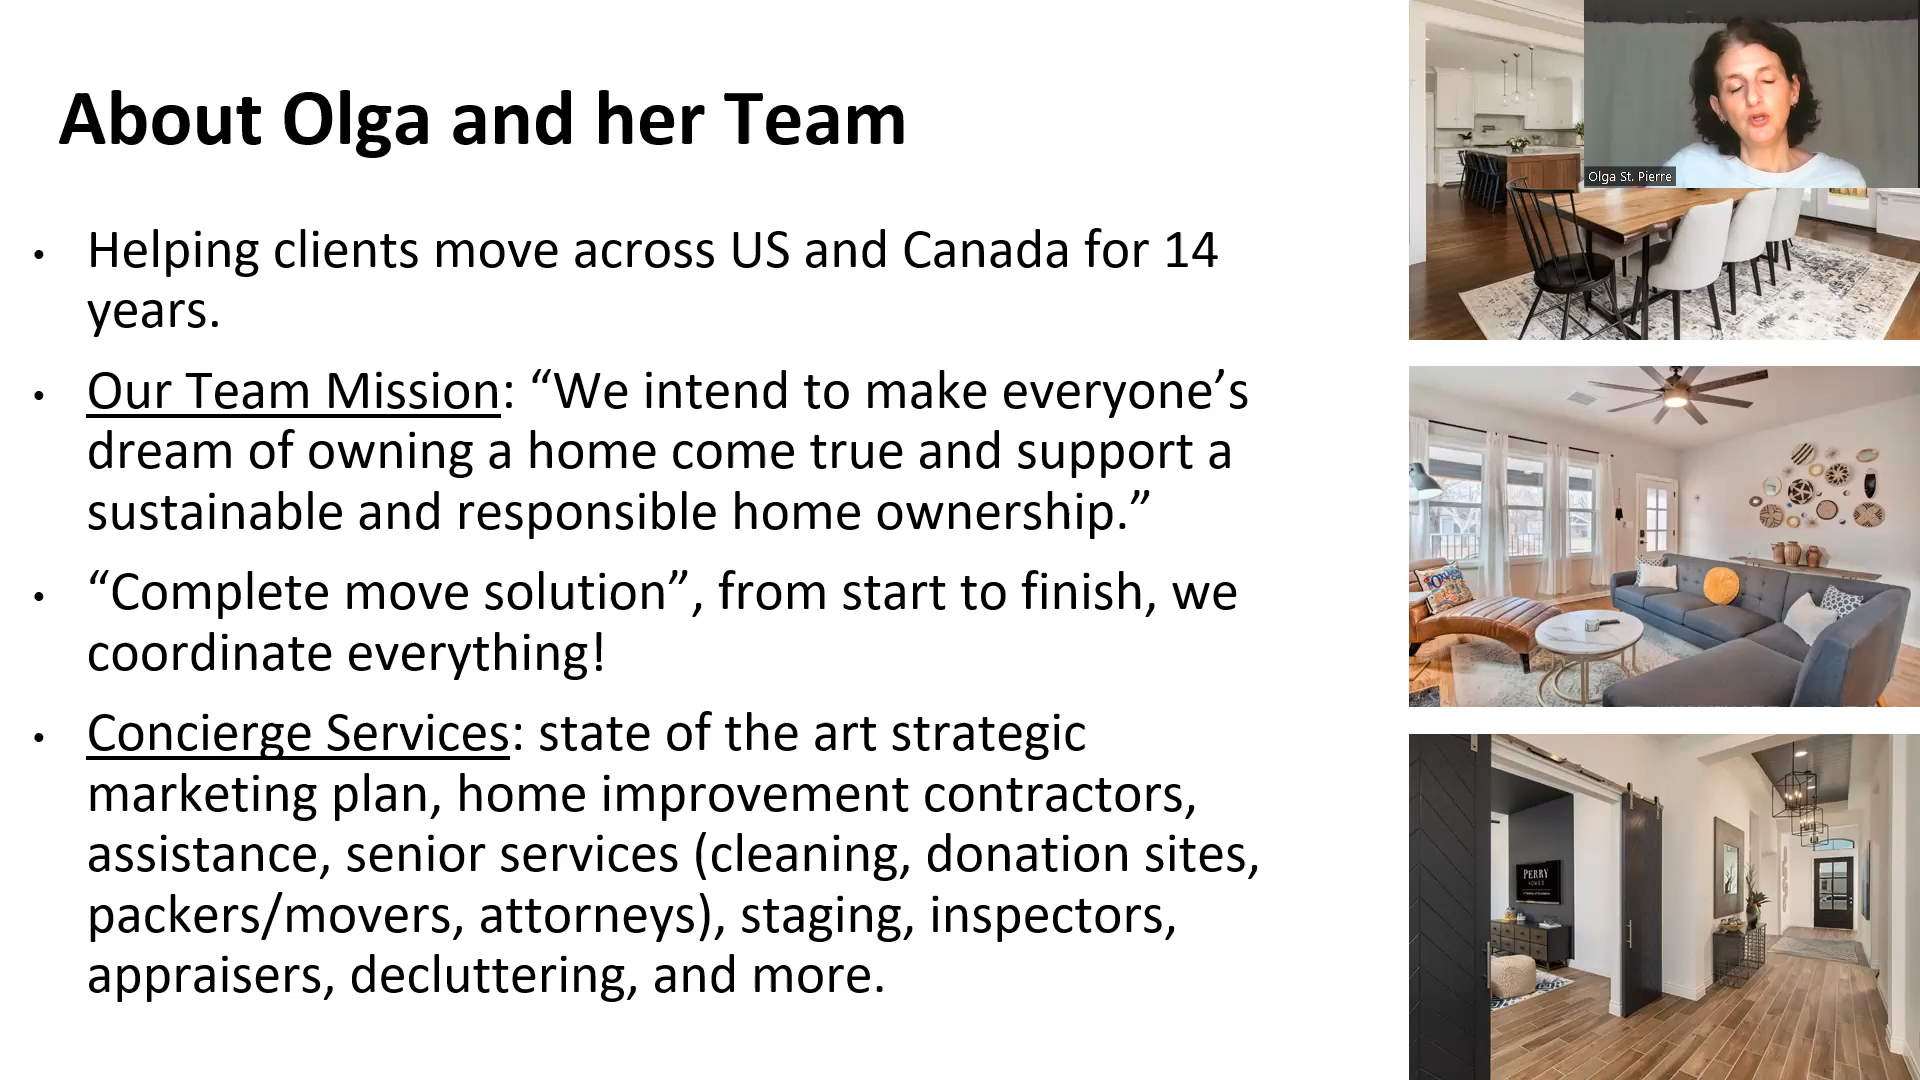 About Olga and her Team
• Helping clients move across US and Canada for 14
years.
• Our Team Mission: “We intend to make everyone’s
dream of owning a home come true and support a
sustainable and responsible home ownership.”
• “Complete move solution”, from start to finish, we
coordinate everything!
• Concierge Services: state of the art strategic
marketing plan, home improvement contractors,
assistance, senior services (cleaning, donation sites,
packers/movers, attorneys), staging, inspectors,
appraisers, decluttering, and more.
Olga St. Pierre
PERRY
HOMES